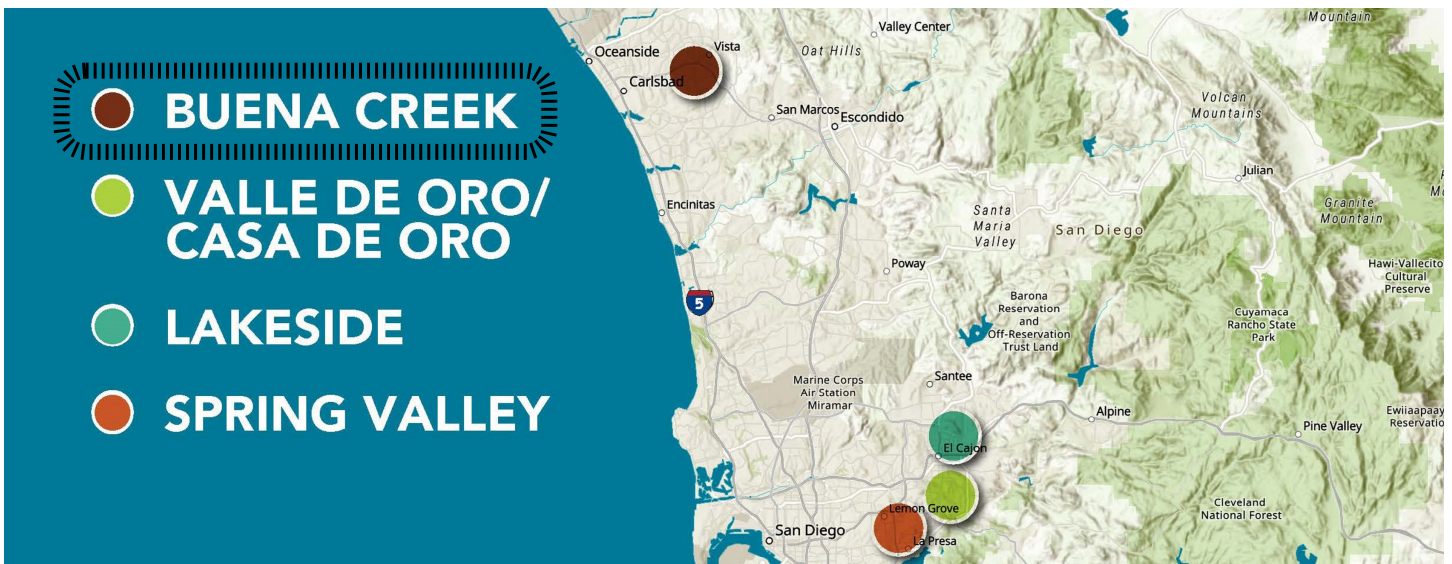 BUENA CREEK
VALLE DE ORO/
CASA DE ORO
LAKESIDE
SPRING VALLEY
Mountain
Valley Center
Oceanside
Vista
Oat Hills
Carlsbad
San Marcos
Escondido
Volcan
Mountains
Julian
Encinitas
Santa
Maria
Valley
San Diego
Granite
Mountain
Poway
Hawi-Vallecito
Cultural
Preserve
5
Barona
Reservation
and
Off-Reservation
Trust Land
Cuyamaca
Rancho State
Park
Marine Corps
Air Station
Miramar
Santee
Alpine
Ewiiaapaay
Reservatio
Pine Valley
El Cajon
Lemon Grove
Cleveland
National Forest
San Diego
La Presa